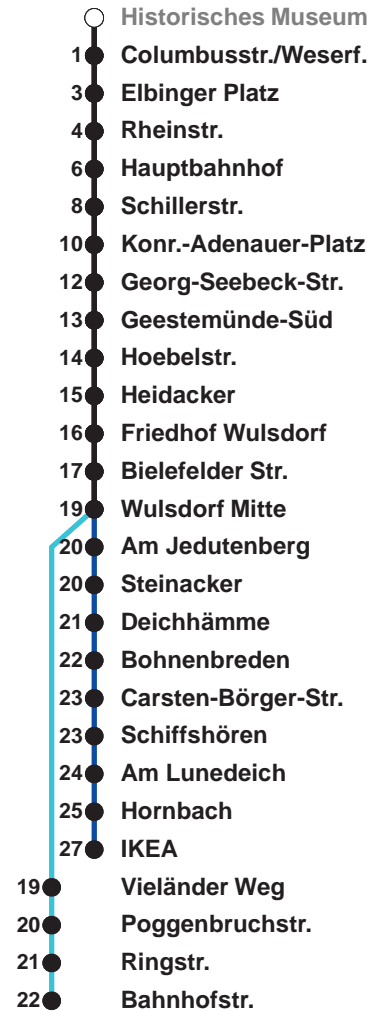 Historisches Museum
1 Columbusstr./Weserf.
3 Elbinger Platz
4 Rheinstr.
6 Hauptbahnhof
8 Schillerstr.
10 Konr.-Adenauer-Platz
12 Georg-Seebeck-Str.
13 Geestemünde-Süd
14 Hoebelstr.
15 Heidacker
16 Friedhof Wulsdorf
17 Bielefelder Str.
19 Wulsdorf Mitte
20 Am Jedutenberg
20 Steinacker
21 Deichhämme
22 Bohnenbreden
23 Carsten-Börger-Str.
23 Schiffshören
24 Am Lunedeich
25 Hornbach
27 IKEA
19 Vieländer Weg
20 Poggenbruchstr.
21 Ringstr.
22 Bahnhofstr.